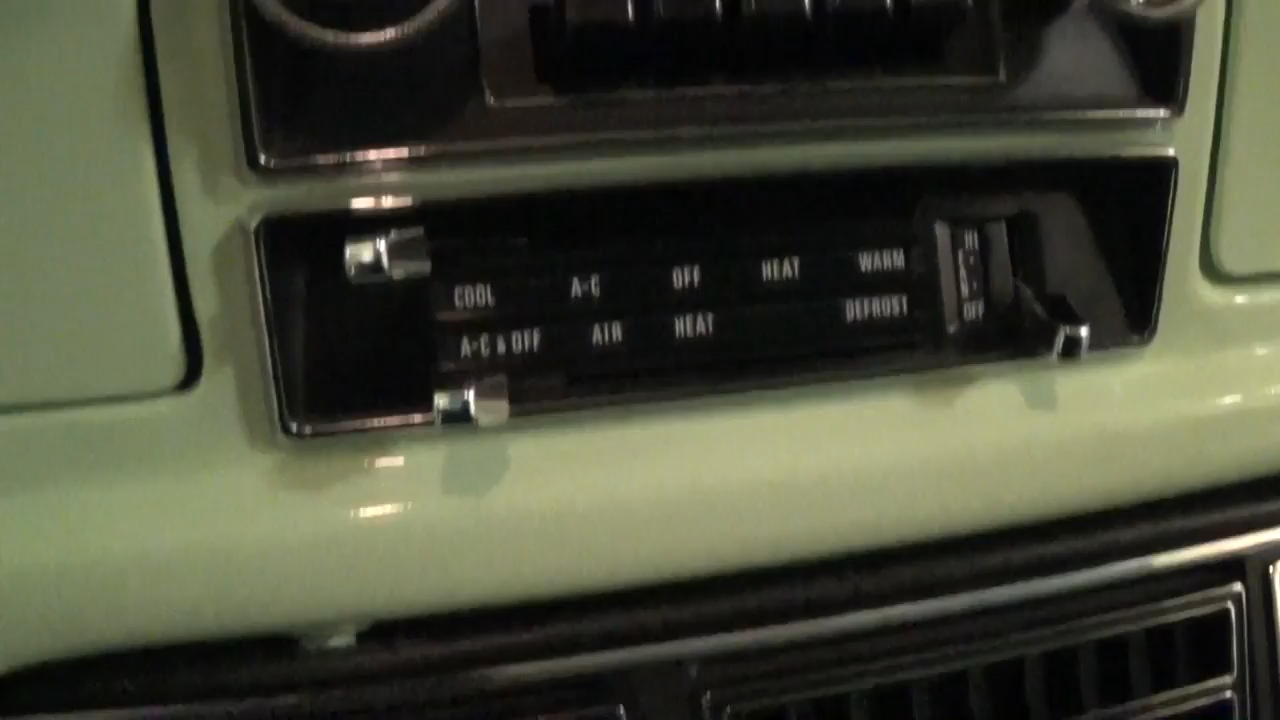 COOL A-C OFF HEAT WARM
A-C & OFF AIR HEAT DEFROST
HI
OFF